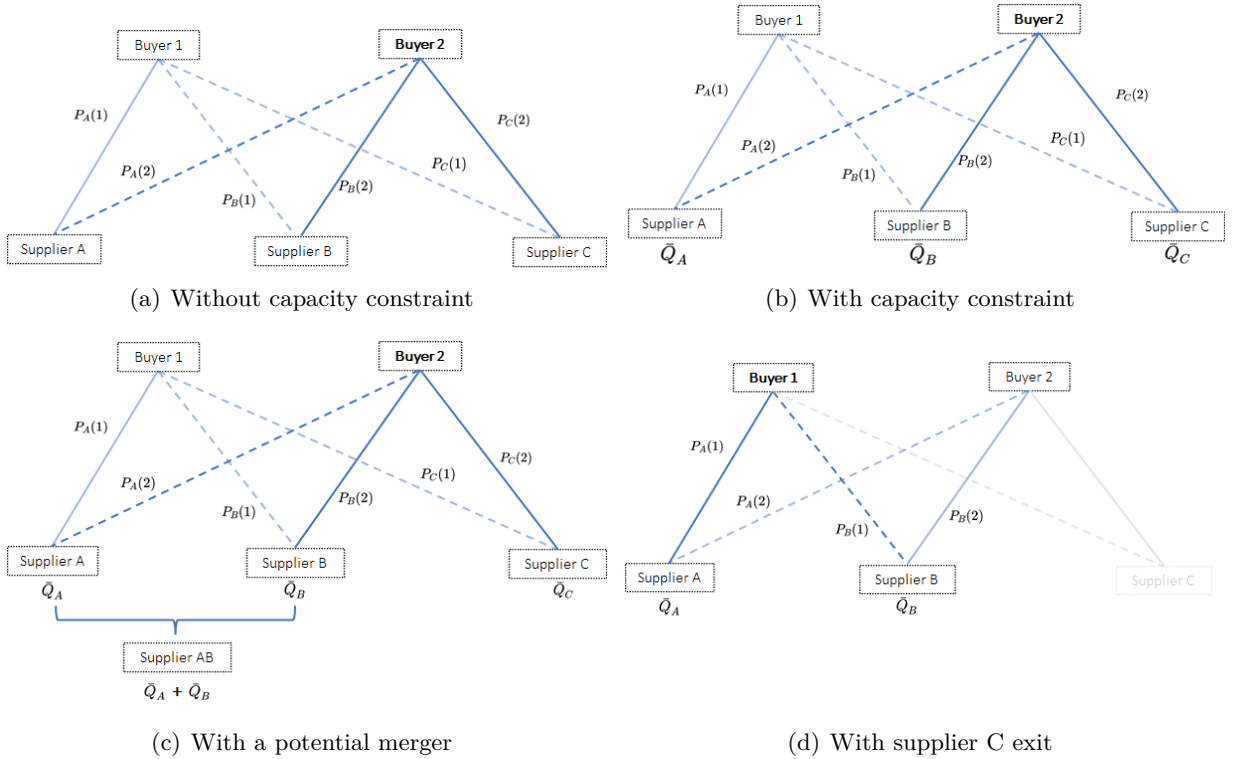 Buyer 1
Buyer 2
P_A(1)
P_C(2)
P_A(2)
P_C(1)
P_B(1)
P_B(2)
Supplier A
Supplier B
Supplier C
(a) Without capacity constraint
Buyer 1
Buyer 2
P_A(1)
P_C(2)
P_A(2)
P_C(1)
P_B(1)
P_B(2)
Supplier A
Supplier B
Supplier C
Q̄_A
Q̄_B
Q̄_C
(b) With capacity constraint
Buyer 1
Buyer 2
P_A(1)
P_C(2)
P_A(2)
P_C(1)
P_B(1)
P_B(2)
Supplier A
Supplier B
Supplier C
Q̄_A
Q̄_B
Q̄_C
Supplier AB
Q̄_A + Q̄_B
(c) With a potential merger
Buyer 1
Buyer 2
P_A(1)
P_A(2)
P_B(1)
P_B(2)
Supplier A
Supplier B
Supplier C
Q̄_A
Q̄_B
(d) With supplier C exit